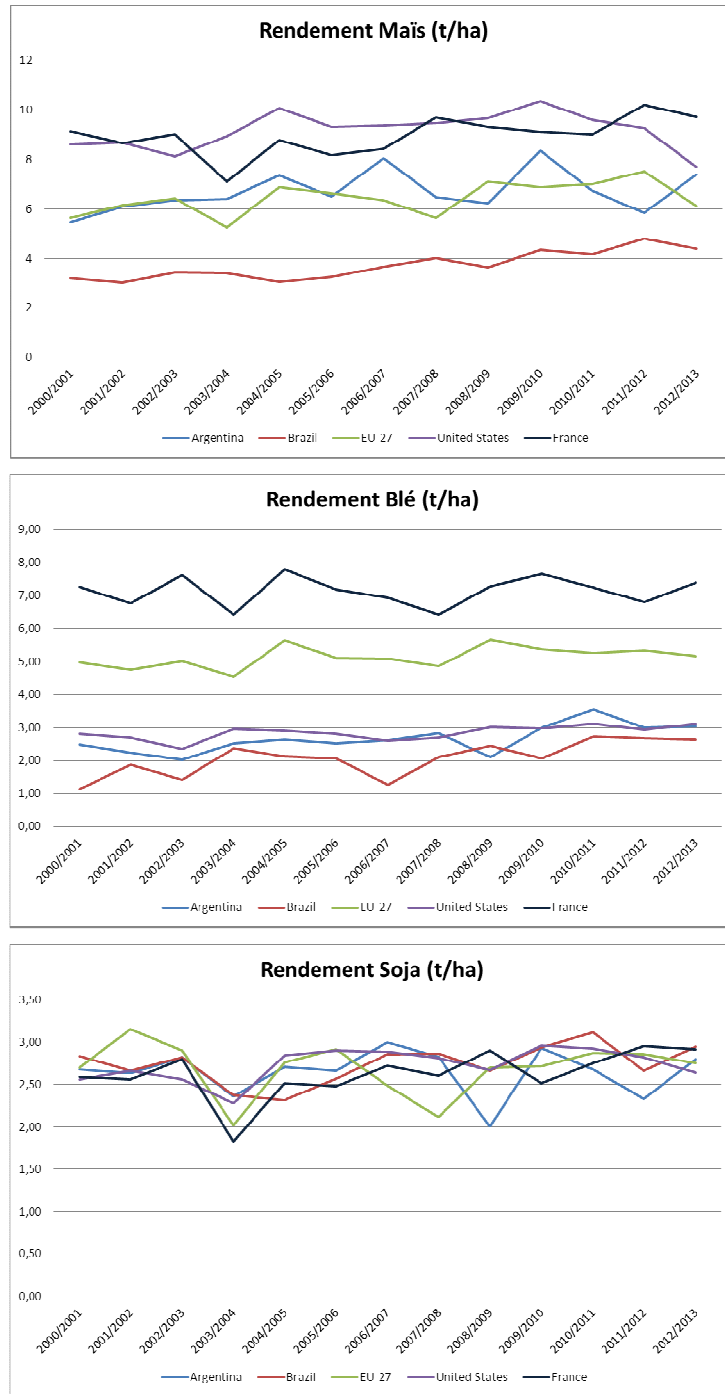 Rendement Maïs (t/ha)
12
10
8
6
4
2
0
2000/2001 2001/2002 2002/2003 2003/2004 2004/2005 2005/2006 2006/2007 2007/2008 2008/2009 2009/2010 2010/2011 2011/2012 2012/2013
Argentina Brazil EU 27 United States France
Rendement Blé (t/ha)
9,00
8,00
7,00
6,00
5,00
4,00
3,00
2,00
1,00
0,00
2000/2001 2001/2002 2002/2003 2003/2004 2004/2005 2005/2006 2006/2007 2007/2008 2008/2009 2009/2010 2010/2011 2011/2012 2012/2013
Argentina Brazil EU 27 United States France
Rendement Soja (t/ha)
3,50
3,00
2,50
2,00
1,50
1,00
0,50
0,00
2000/2001 2001/2002 2002/2003 2003/2004 2004/2005 2005/2006 2006/2007 2007/2008 2008/2009 2009/2010 2010/2011 2011/2012 2012/2013
Argentina Brazil EU 27 United States France